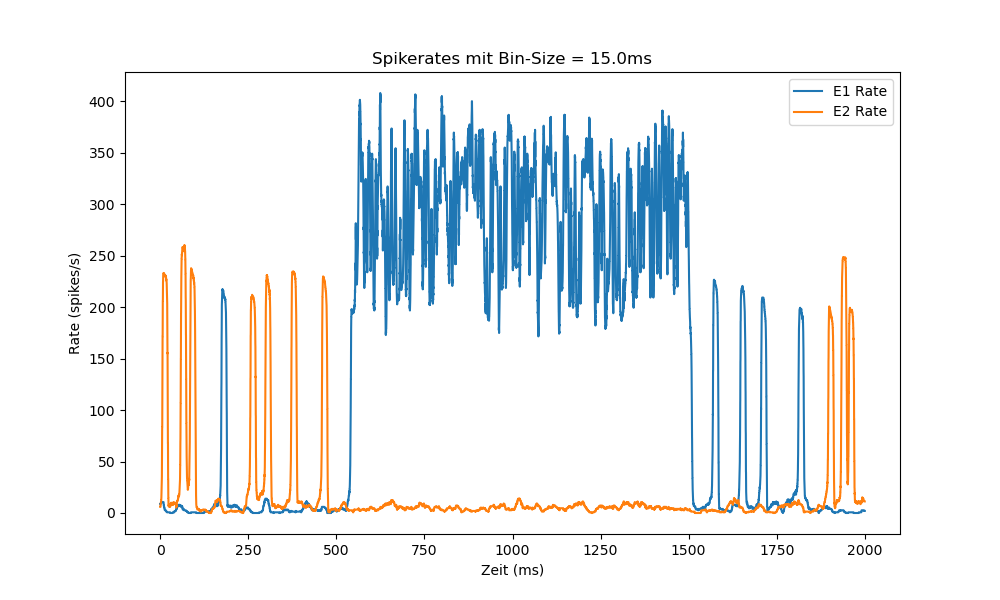 Spikerates mit Bin-Size = 15.0ms
E1 Rate
E2 Rate
400
350
300
250
200
150
100
50
0
Rate (spikes/s)
0 250 500 750 1000 1250 1500 1750 2000
Zeit (ms)